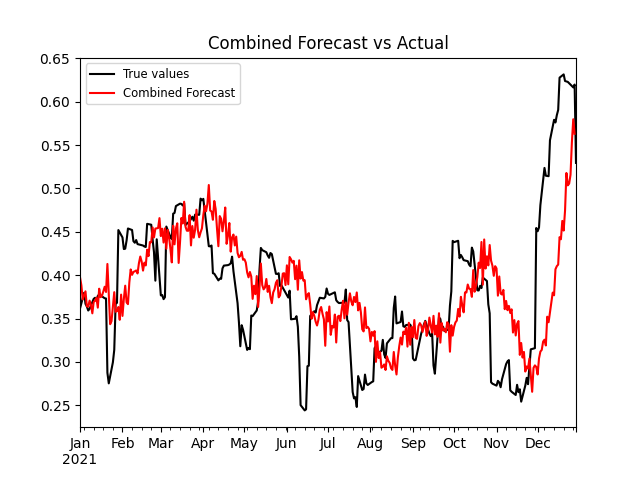 Combined Forecast vs Actual
True values
Combined Forecast
0.65
0.60
0.55
0.50
0.45
0.40
0.35
0.30
0.25
Jan Feb Mar Apr May Jun Jul Aug Sep Oct Nov Dec
2021